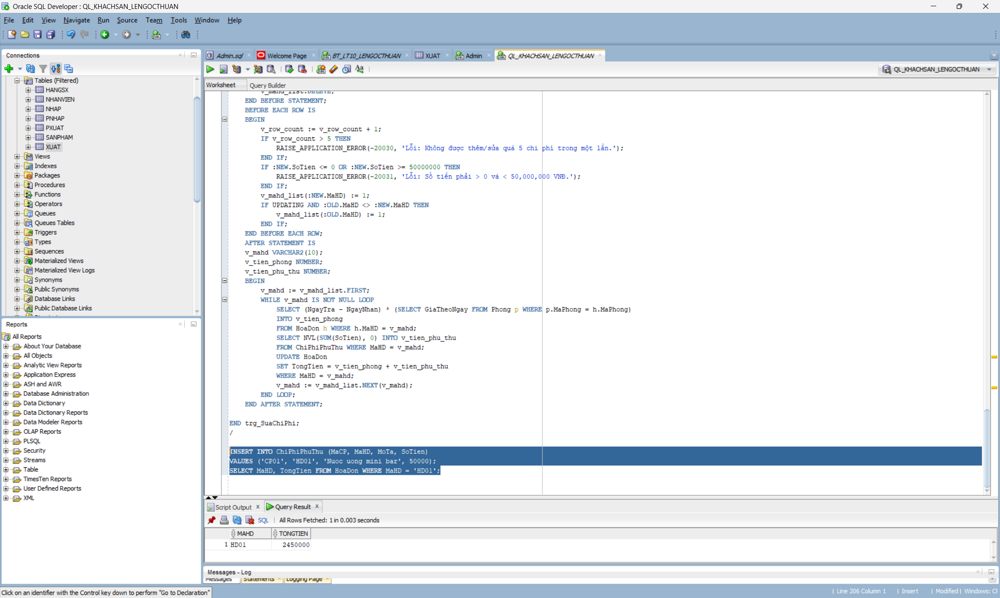 Oracle SQL Developer : QL_KHACHSAN_LENGOCTHUAN
File Edit View Navigate Run Source Team Tools Window Help
Connections
Tables (Filtered)
HANGSX
NHANVIEN
NHAP
PNHAP
PXUAT
SANPHAM
XUAT
Views
Indexes
Packages
Procedures
Functions
Operators
Queues
Queues Tables
Triggers
Types
Sequences
Materialized Views
Materialized View Logs
Synonyms
Public Synonyms
Database Links
Public Database Links
Reports
All Reports
About Your Database
All Objects
Analytic View Reports
Application Express
ASH and AWR
Database Administration
Data Dictionary
Data Dictionary Reports
Data Modeler Reports
OLAP Reports
PLSQL
Security
Streams
Table
TimesTen Reports
User Defined Reports
XML
Admin.sql Welcome Page BT_LT10_LENGOCTHUAN XUAT Admin QL_KHACHSAN_LENGOCTHUAN
QL_KHACHSAN_LENGOCTHUAN
Worksheet Query Builder
v_mahd_list.DELETE;
END BEFORE STATEMENT;
BEFORE EACH ROW IS
BEGIN
v_row_count := v_row_count + 1;
IF v_row_count > 5 THEN
RAISE_APPLICATION_ERROR(-20030, 'Lỗi: Không được thêm/sửa quá 5 chi phí trong một lần.');
END IF;
IF :NEW.SoTien <= 0 OR :NEW.SoTien >= 50000000 THEN
RAISE_APPLICATION_ERROR(-20031, 'Lỗi: Số tiền phải > 0 và < 50,000,000 VNĐ.');
END IF;
v_mahd_list(:NEW.MaHD) := 1;
IF UPDATING AND :OLD.MaHD <> :NEW.MaHD THEN
v_mahd_list(:OLD.MaHD) := 1;
END IF;
END BEFORE EACH ROW;
AFTER STATEMENT IS
v_mahd VARCHAR2(10);
v_tien_phong NUMBER;
v_tien_phu_thu NUMBER;
BEGIN
v_mahd := v_mahd_list.FIRST;
WHILE v_mahd IS NOT NULL LOOP
SELECT (NgayTra - NgayNhan) * (SELECT GiaTheoNgay FROM Phong p WHERE p.MaPhong = h.MaPhong)
INTO v_tien_phong
FROM HoaDon h WHERE h.MaHD = v_mahd;
SELECT NVL(SUM(SoTien), 0) INTO v_tien_phu_thu
FROM ChiPhiPhuThu WHERE MaHD = v_mahd;
UPDATE HoaDon
SET TongTien = v_tien_phong + v_tien_phu_thu
WHERE MaHD = v_mahd;
v_mahd := v_mahd_list.NEXT(v_mahd);
END LOOP;
END AFTER STATEMENT;
END trg_SuaChiPhi;
/
INSERT INTO ChiPhiPhuThu (MaCP, MaHD, MoTa, SoTien)
VALUES ('CP01', 'HD01', 'Nuoc uong mini bar', 50000);
SELECT MaHD, TongTien FROM HoaDon WHERE MaHD = 'HD01';
Script Output Query Result
SQL All Rows Fetched: 1 in 0.003 seconds
MAHD TONGTIEN
1 HD01 2450000
Messages - Log
Messages Statements Logging Page
Click on an identifier with the Control key down to perform "Go to Declaration"
Line 206 Column 1 Insert Modified Windows: